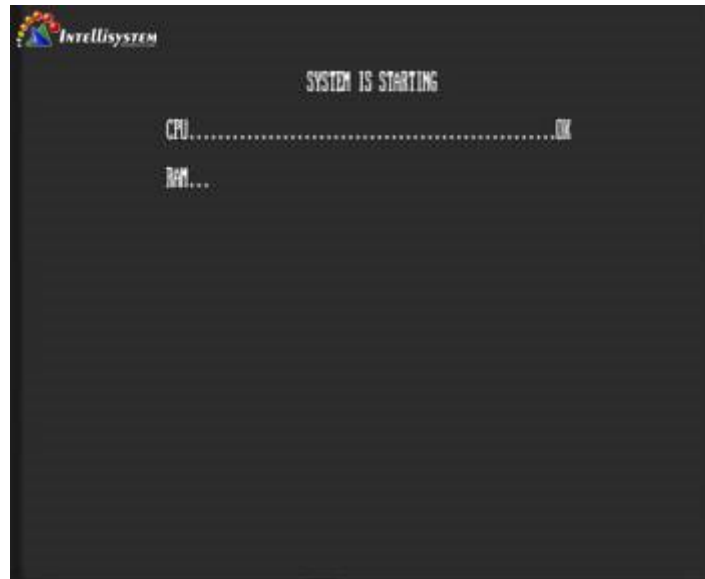 Intellisystem
SYSTEM IS STARTING
CPU...................................................OK
RAM...